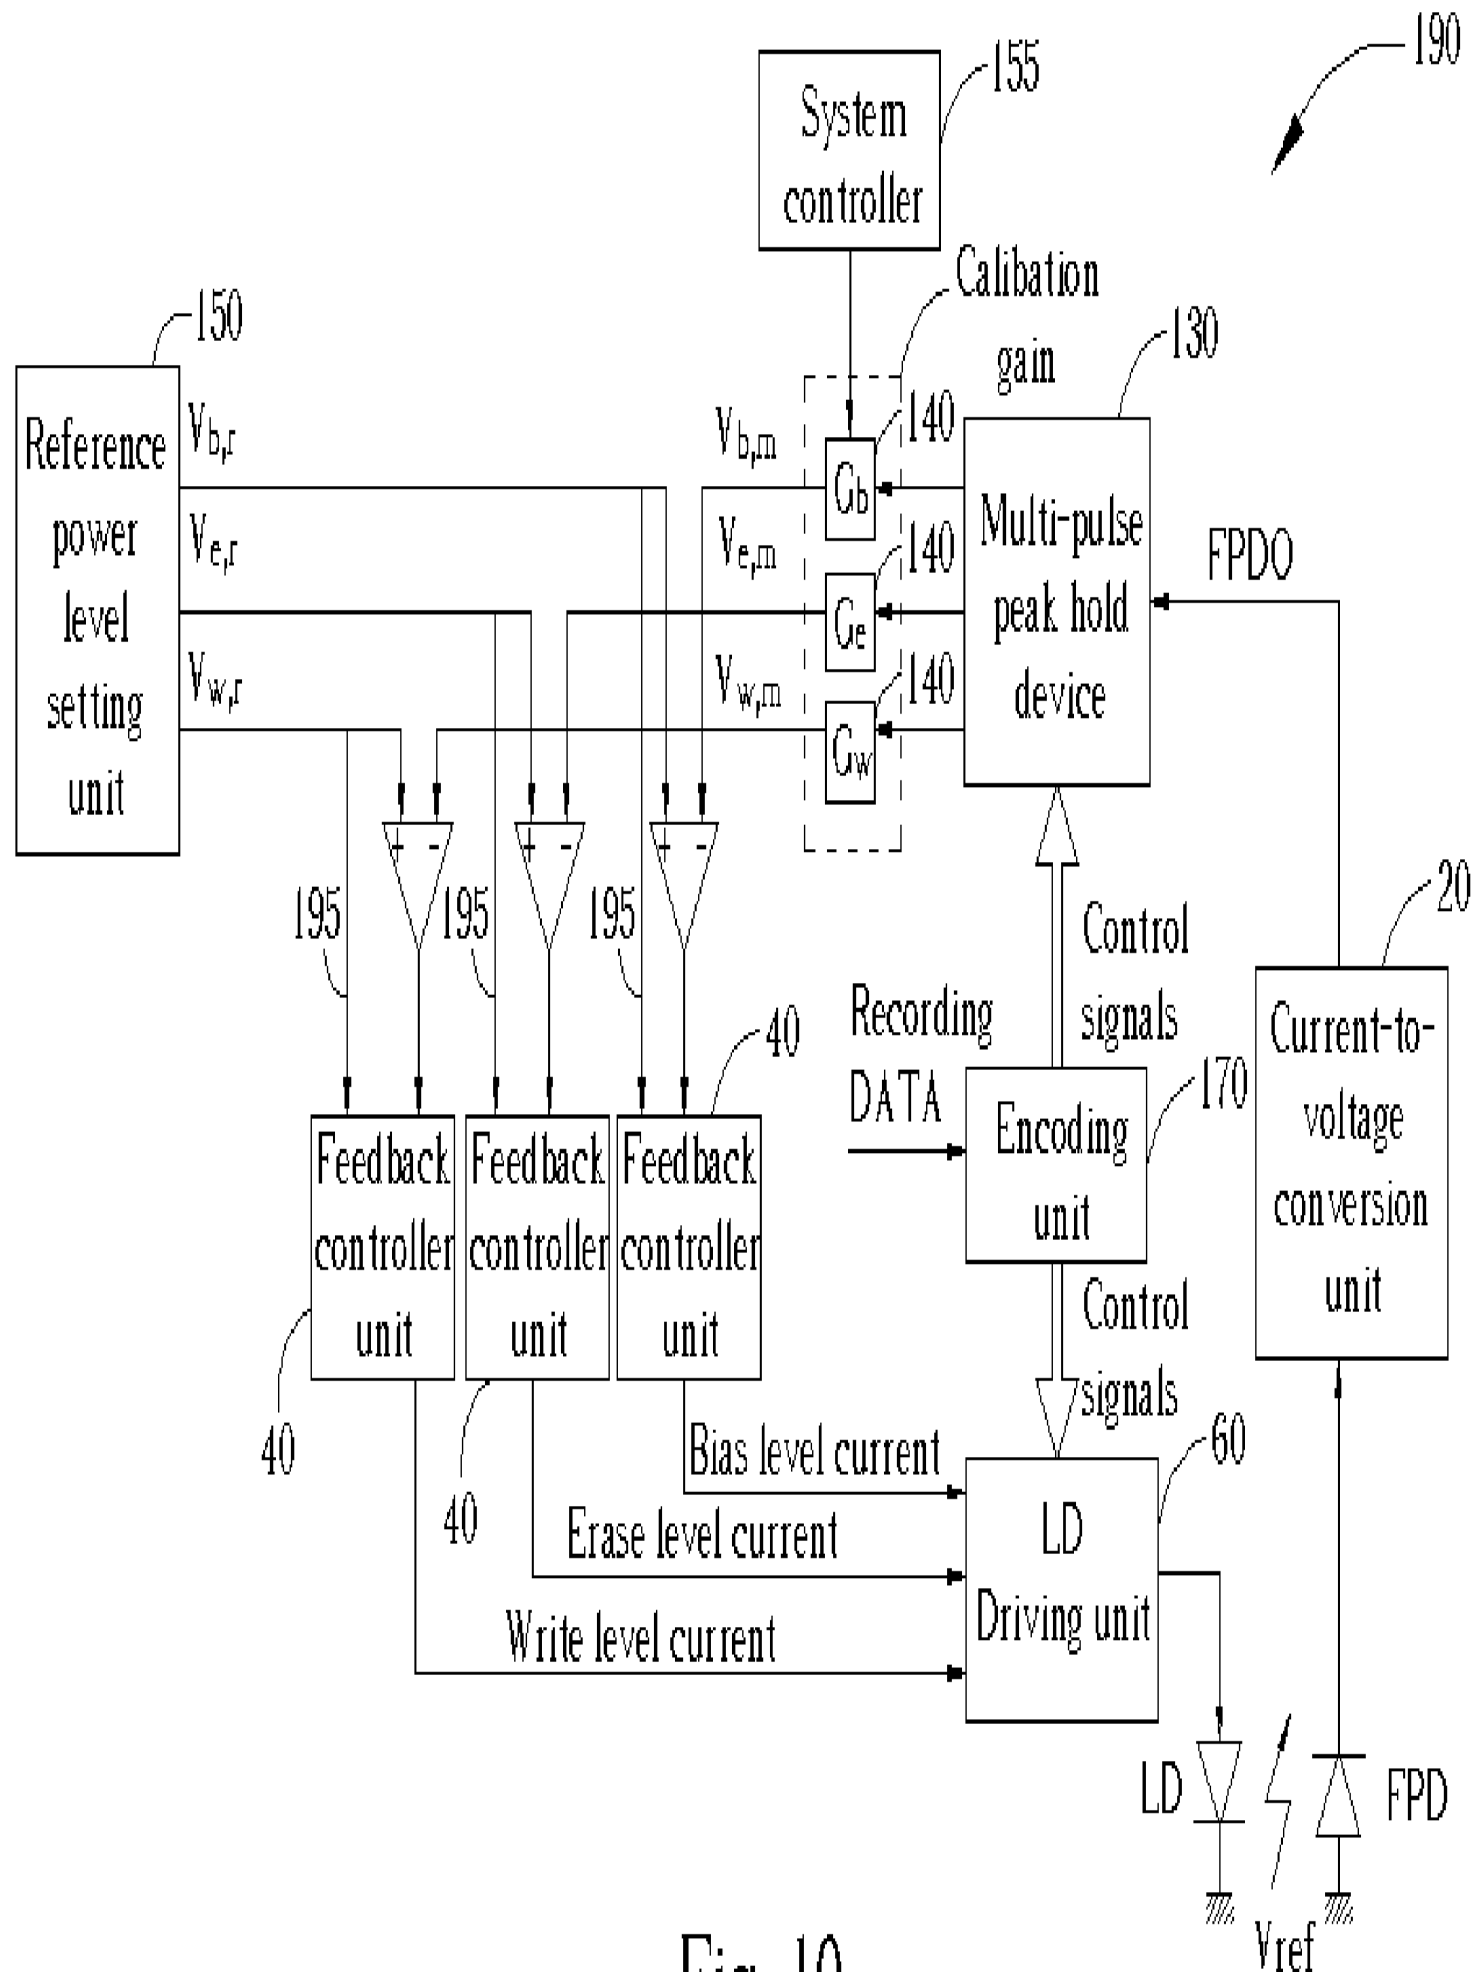 190
155
System
controller
Calibation
gain
150
130
Reference
power
level
setting
unit
Vb,r
Ve,r
Vw,r
Vb,m
Ve,m
Vw,m
140
Gb
140
Ge
140
Gw
Multi-pulse
peak hold
device
FPDO
+ -
+ -
+ -
195
195
195
20
Control
signals
Recording
DATA
40
170
Encoding
unit
Current-to-
voltage
conversion
unit
Feedback
controller
unit
Feedback
controller
unit
Feedback
controller
unit
Control
signals
40
40
60
Bias level current
Erase level current
Write level current
LD
Driving unit
LD
FPD
Vref
Fig. 10